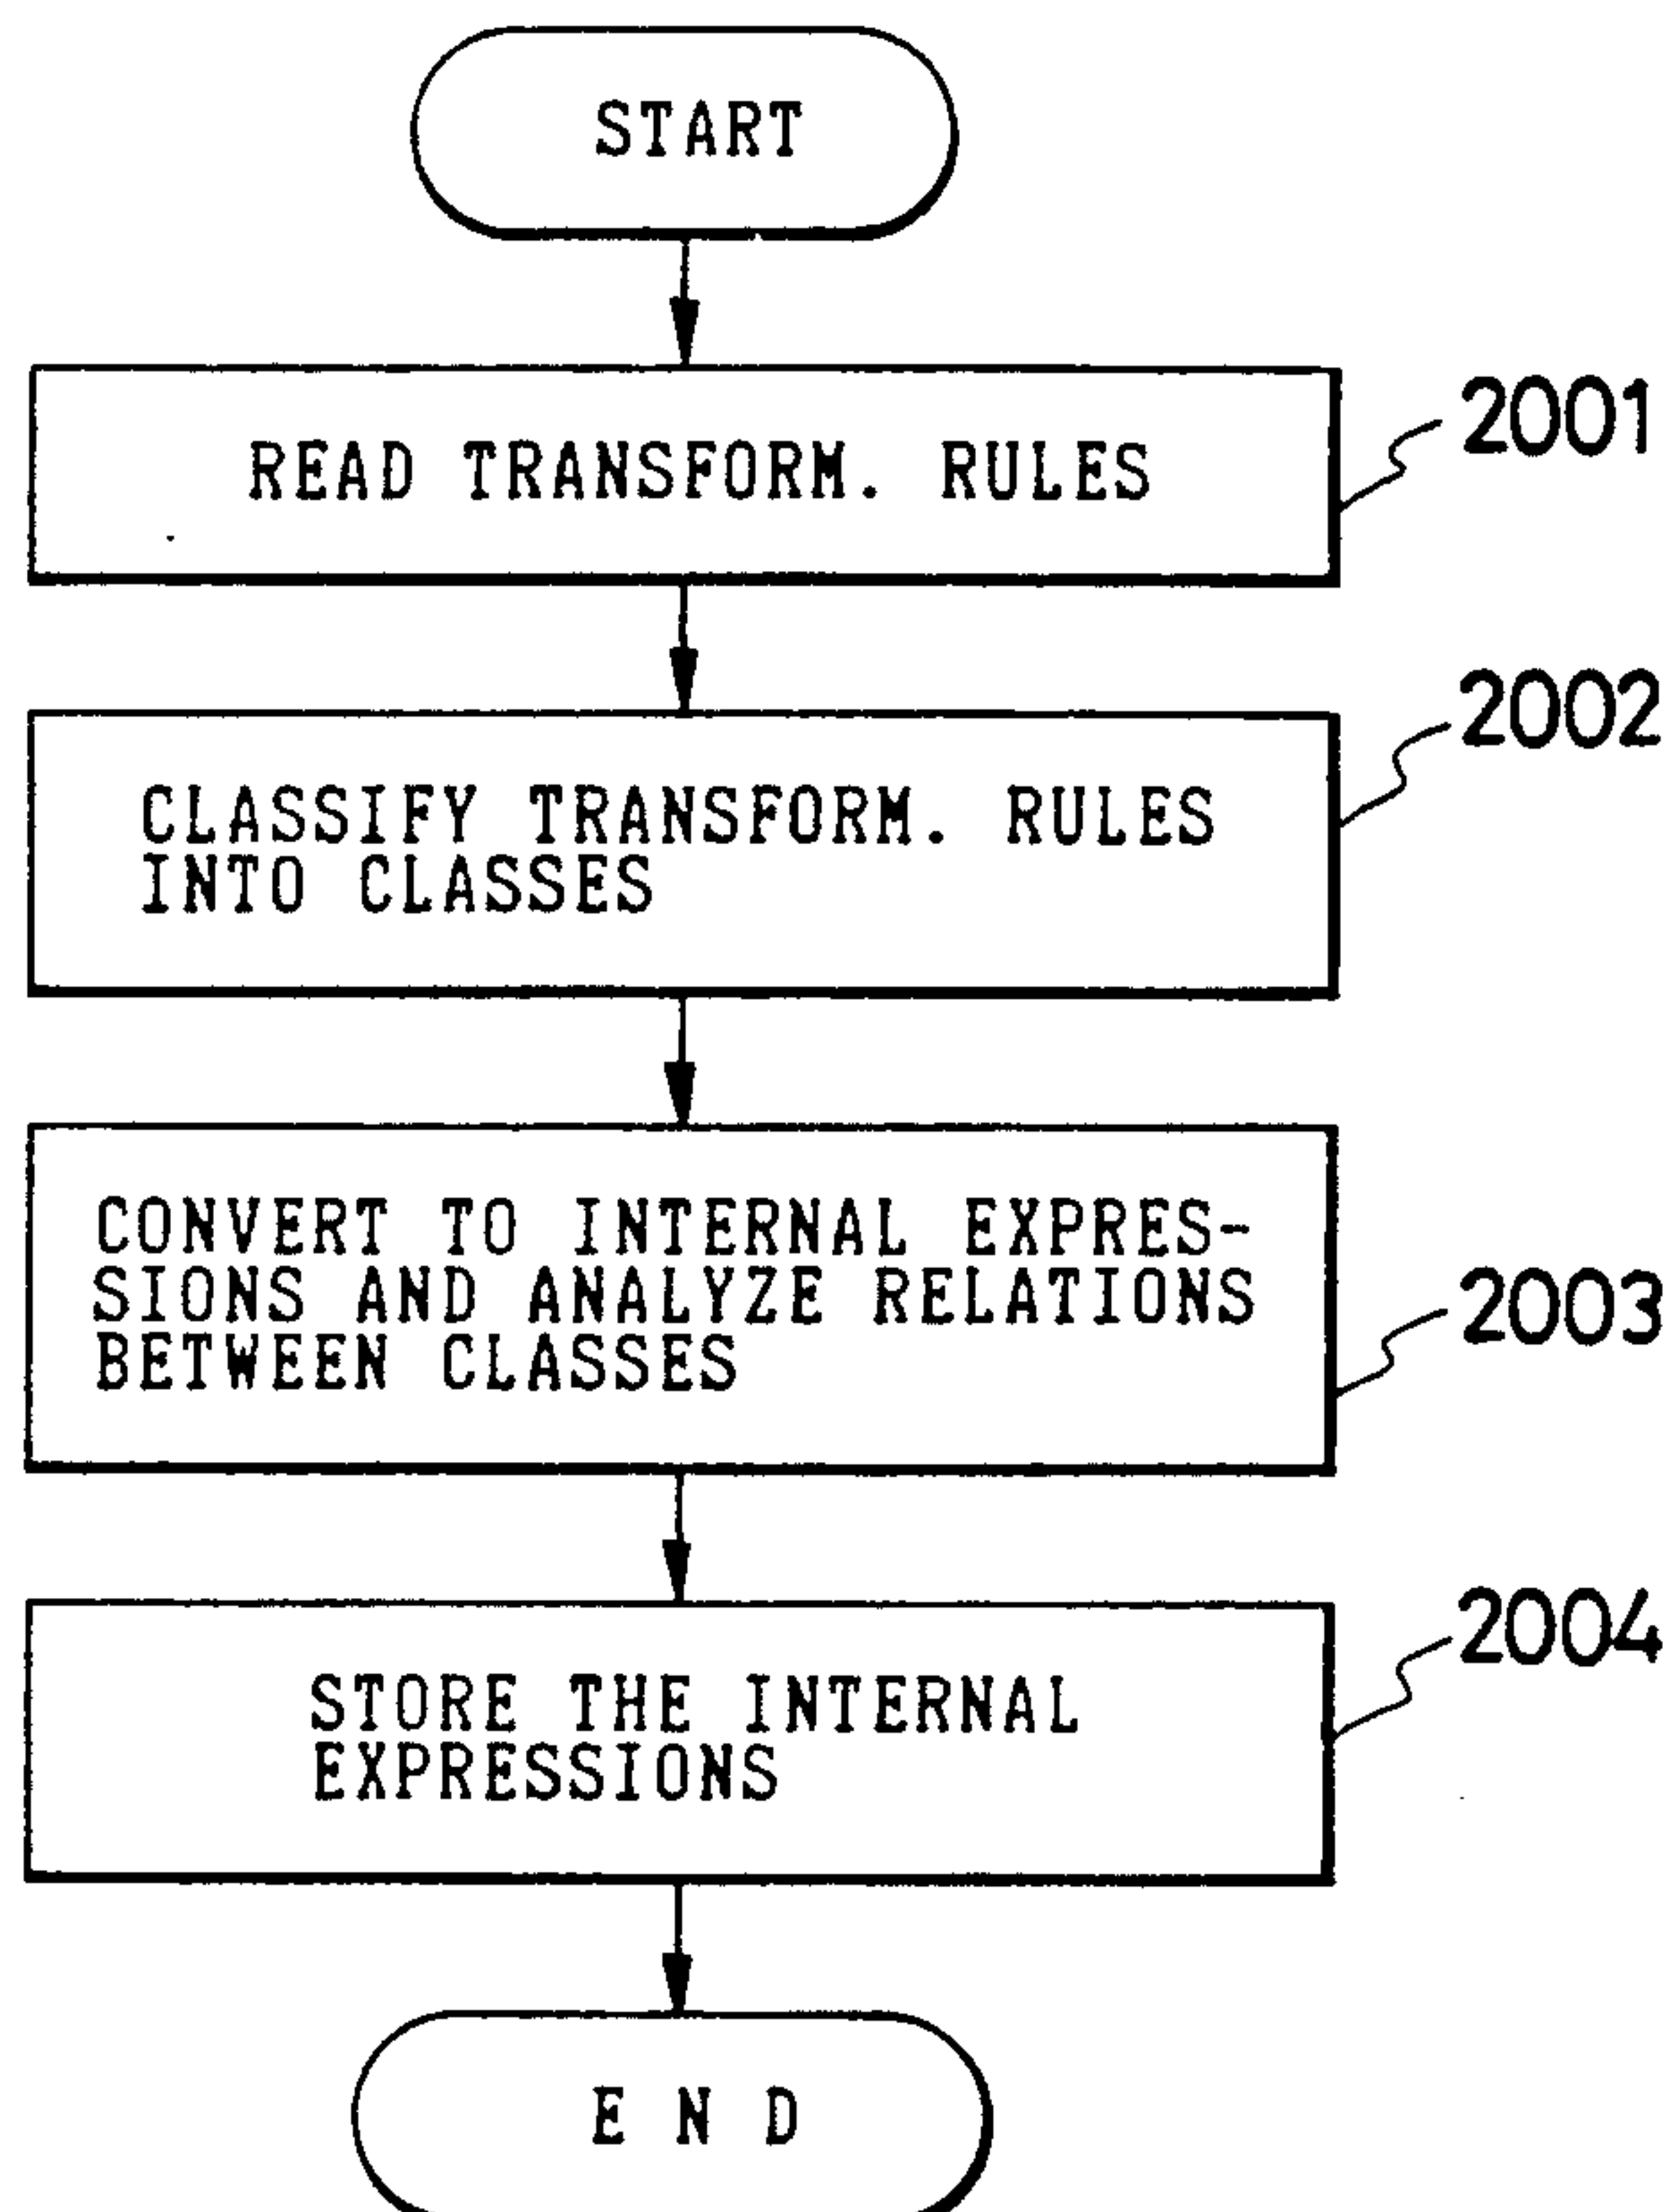 START
READ TRANSFORM. RULES
2001
2002
CLASSIFY TRANSFORM. RULES
INTO CLASSES
CONVERT TO INTERNAL EXPRES-
SIONS AND ANALYZE RELATIONS
BETWEEN CLASSES
2003
2004
STORE THE INTERNAL
EXPRESSIONS
END